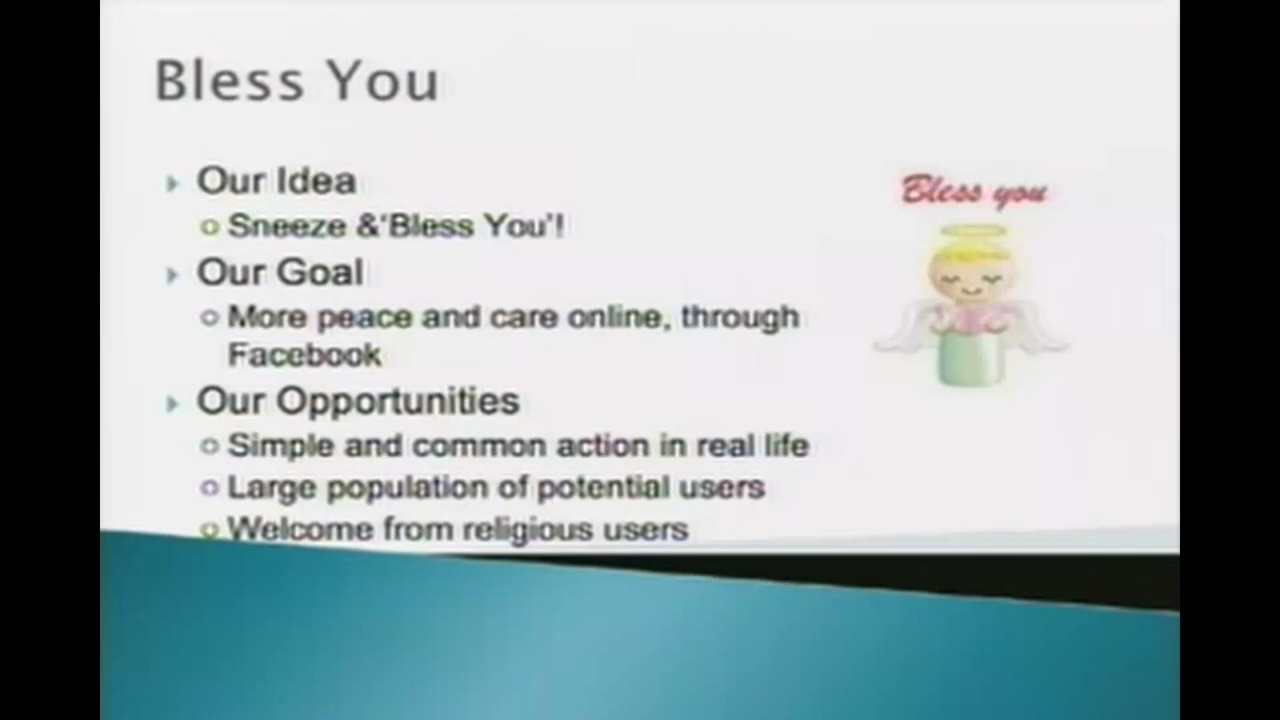 Bless You
Our Idea
Sneeze &'Bless You'!
Our Goal
More peace and care online, through
Facebook
Our Opportunities
Simple and common action in real life
Large population of potential users
Welcome from religious users
Bless you